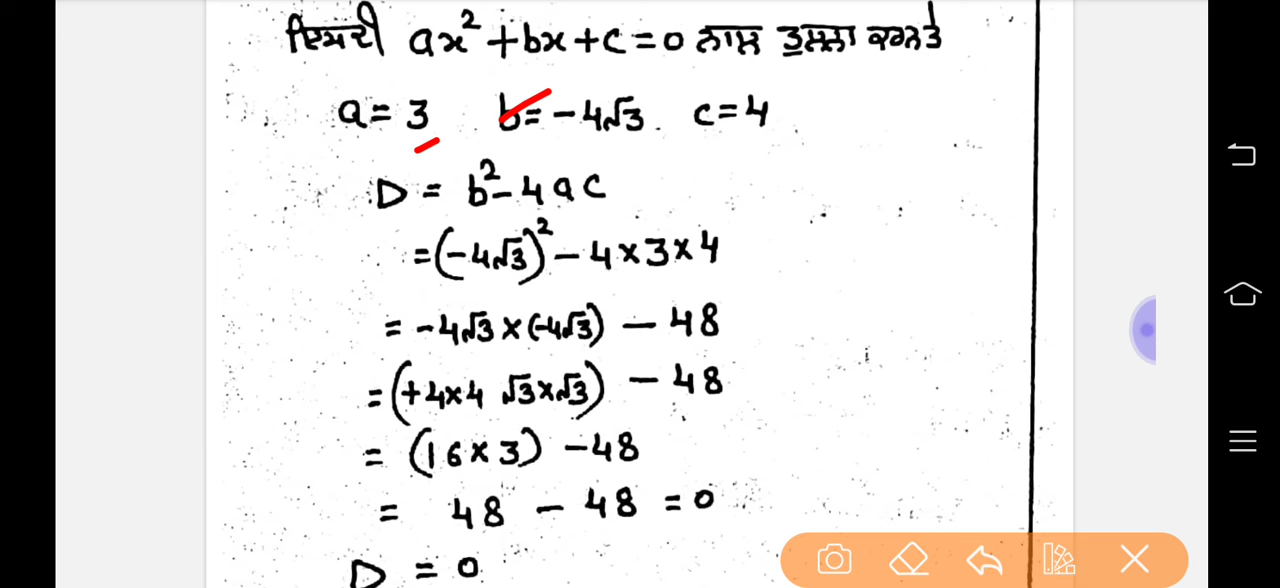 ਇਸਦੀ ax² + bx + c = 0 ਨਾਲ ਤੁਲਨਾ ਕਰਨ ਤੇ
a = 3 b = -4√3 c = 4
D = b² - 4ac
= (-4√3)² - 4 × 3 × 4
= -4√3 × (-4√3) - 48
= (+4×4 √3×√3) - 48
= (16 × 3) - 48
= 48 - 48 = 0
D = 0